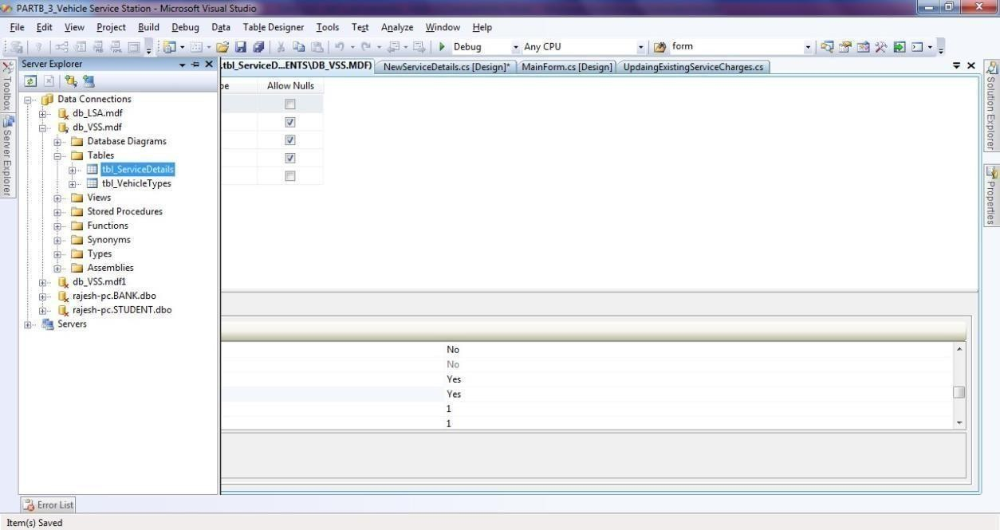 PARTB_3_Vehicle Service Station - Microsoft Visual Studio
File Edit View Project Build Debug Data Table Designer Tools Test Analyze Window Help
Debug Any CPU form
Server Explorer
.tbl_ServiceD...ENTS\DB_VSS.MDF) NewServiceDetails.cs [Design]* MainForm.cs [Design] UpdaingExistingServiceCharges.cs
Toolbox
Server Explorer
Data Connections
db_LSA.mdf
db_VSS.mdf
Database Diagrams
Tables
tbl_ServiceDetails
tbl_VehicleTypes
Views
Stored Procedures
Functions
Synonyms
Types
Assemblies
db_VSS.mdf1
rajesh-pc.BANK.dbo
rajesh-pc.STUDENT.dbo
Servers
pe Allow Nulls
No
No
Yes
Yes
1
1
Solution Explorer
Properties
Error List
Item(s) Saved